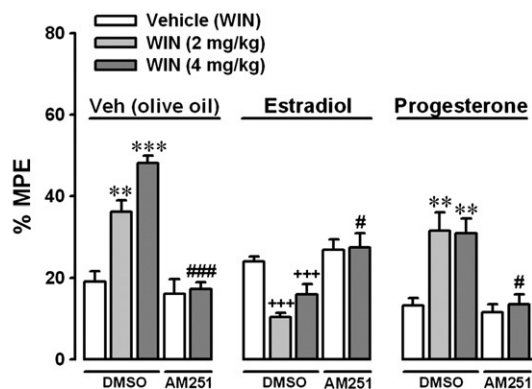 Vehicle (WIN)
WIN (2 mg/kg)
WIN (4 mg/kg)
Veh (olive oil) Estradiol Progesterone
% MPE
80
60
40
20
0
** *** ###
+++ +++ #
** ** #
DMSO AM251 DMSO AM251 DMSO AM251